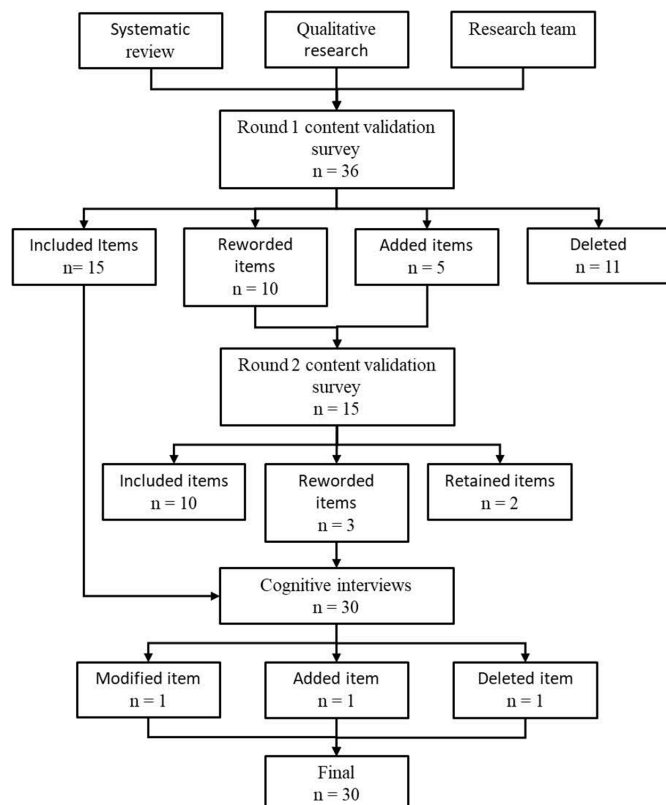 Systematic
review
Qualitative
research
Research team
Round 1 content validation
survey
n = 36
Included Items
n= 15
Reworded
items
n = 10
Added items
n = 5
Deleted
n = 11
Round 2 content validation
survey
n = 15
Included items
n = 10
Reworded
items
n = 3
Retained items
n = 2
Cognitive interviews
n = 30
Modified item
n = 1
Added item
n = 1
Deleted item
n = 1
Final
n = 30